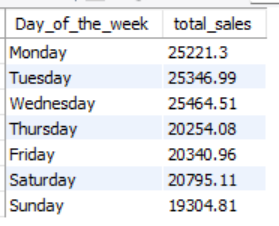 Day_of_the_week total_sales
Monday 25221.3
Tuesday 25346.99
Wednesday 25464.51
Thursday 20254.08
Friday 20340.96
Saturday 20795.11
Sunday 19304.81